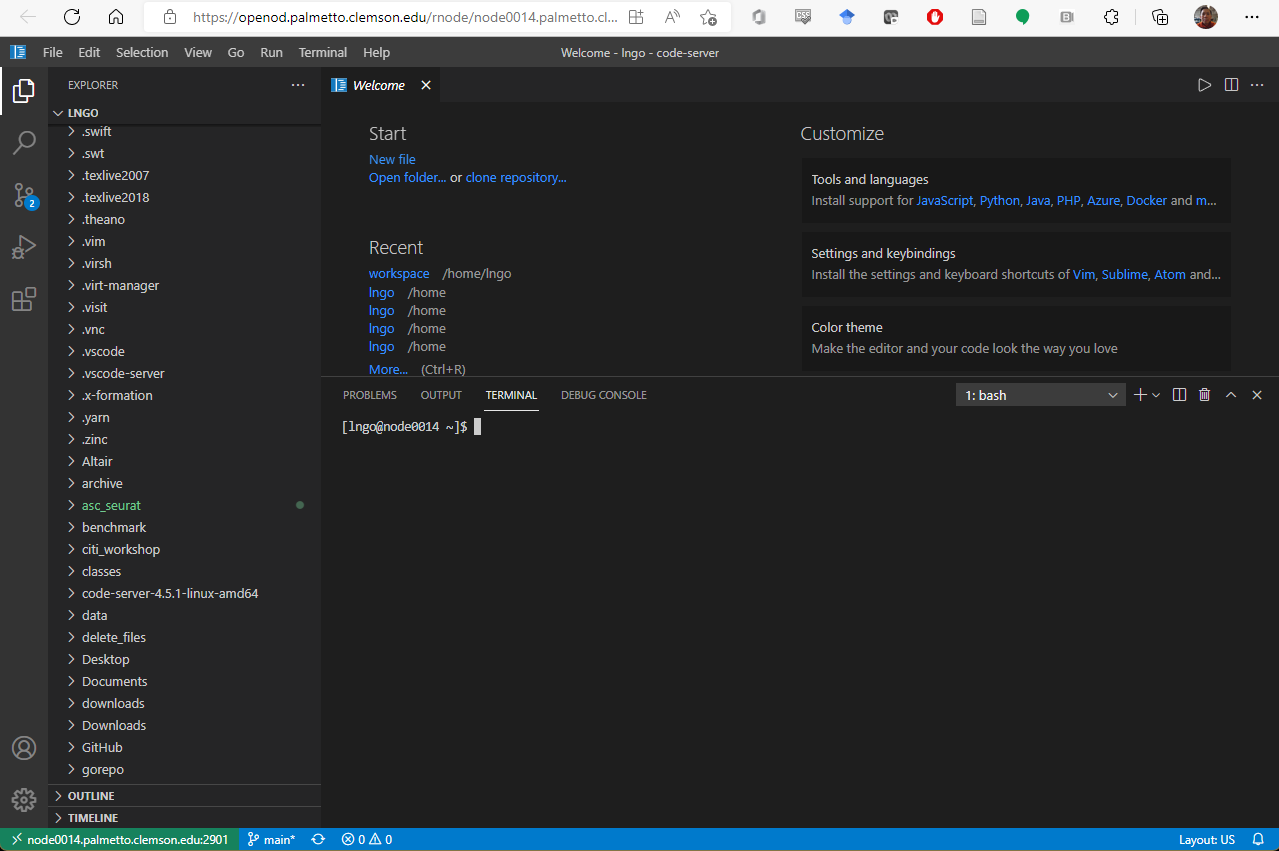 https://openod.palmetto.clemson.edu/rnode/node0014.palmetto.cl...
File Edit Selection View Go Run Terminal Help
Welcome - lngo - code-server
EXPLORER
LNGO
.swift
.swt
.texlive2007
.texlive2018
.theano
.vim
.virsh
.virt-manager
.visit
.vnc
.vscode
.vscode-server
.x-formation
.yarn
.zinc
Altair
archive
asc_seurat
benchmark
citi_workshop
classes
code-server-4.5.1-linux-amd64
data
delete_files
Desktop
Documents
downloads
Downloads
GitHub
gorepo
OUTLINE
TIMELINE
2
Welcome
Start
New file
Open folder... or clone repository...
Recent
workspace /home/lngo
lngo /home
lngo /home
lngo /home
lngo /home
More... (Ctrl+R)
Customize
Tools and languages
Install support for JavaScript, Python, Java, PHP, Azure, Docker and m...
Settings and keybindings
Install the settings and keyboard shortcuts of Vim, Sublime, Atom and...
Color theme
Make the editor and your code look the way you love
PROBLEMS OUTPUT TERMINAL DEBUG CONSOLE
1: bash
[lngo@node0014 ~]$
node0014.palmetto.clemson.edu:2901 main* 0 0
Layout: US